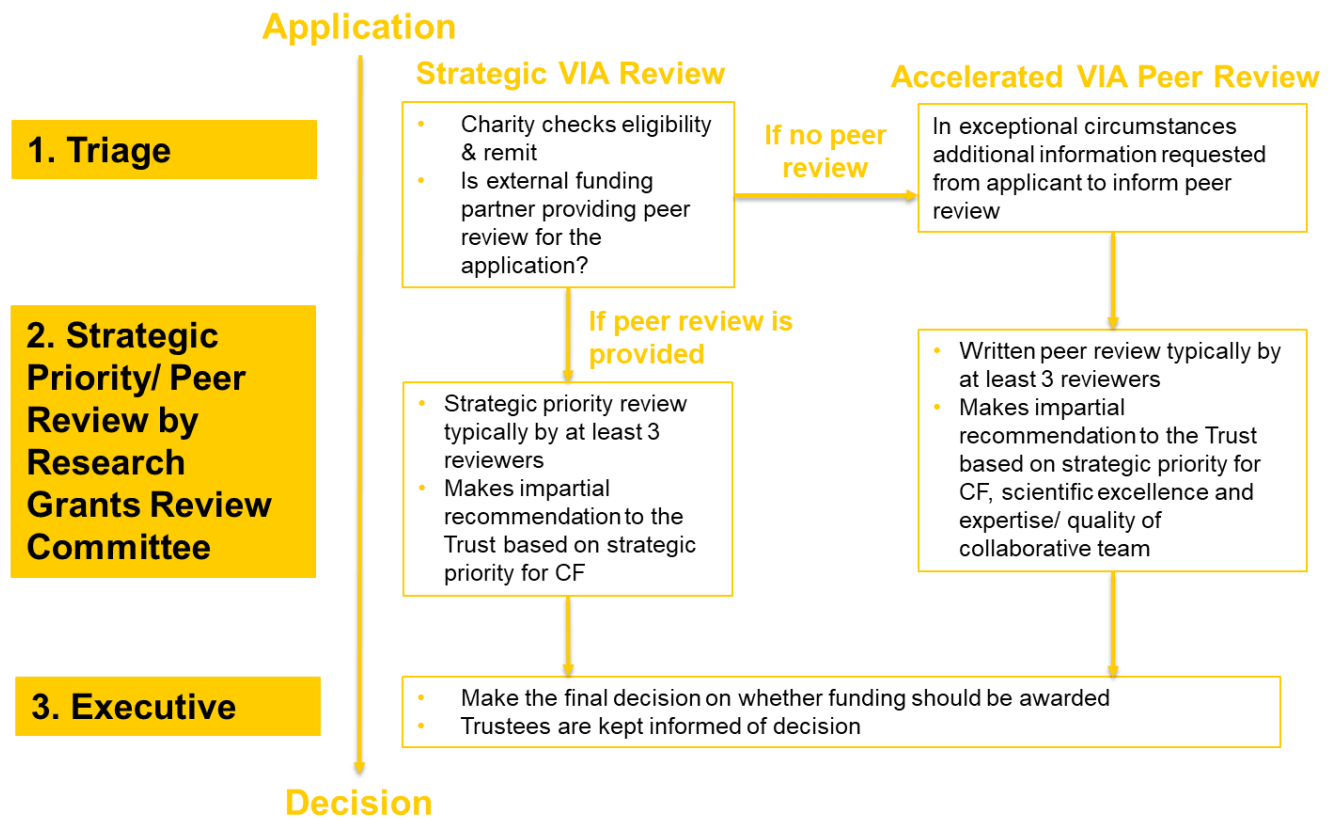 Application
Strategic VIA Review
Accelerated VIA Peer Review
1. Triage
• Charity checks eligibility
& remit
• Is external funding
partner providing peer
review for the
application?
If no peer
review
In exceptional circumstances
additional information requested
from applicant to inform peer
review
2. Strategic
Priority/ Peer
Review by
Research
Grants Review
Committee
If peer review is
provided
• Strategic priority review
typically by at least 3
reviewers
• Makes impartial
recommendation to the
Trust based on strategic
priority for CF
• Written peer review typically by
at least 3 reviewers
• Makes impartial
recommendation to the Trust
based on strategic priority for
CF, scientific excellence and
expertise/ quality of
collaborative team
3. Executive
• Make the final decision on whether funding should be awarded
• Trustees are kept informed of decision
Decision